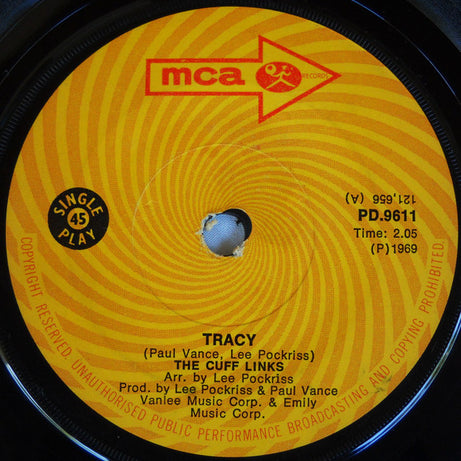 mca
RECORDS
SINGLE
45
PLAY
121,656 (A)
PD.9611
Time: 2.05
(P)1969
TRACY
(Paul Vance, Lee Pockriss)
THE CUFF LINKS
Arr. by Lee Pockriss
Prod. by Lee Pockriss & Paul Vance
Vanlee Music Corp. & Emily
Music Corp.
COPYRIGHT RESERVED. UNAUTHORISED PUBLIC PERFORMANCE BROADCASTING AND COPYING PROHIBITED.